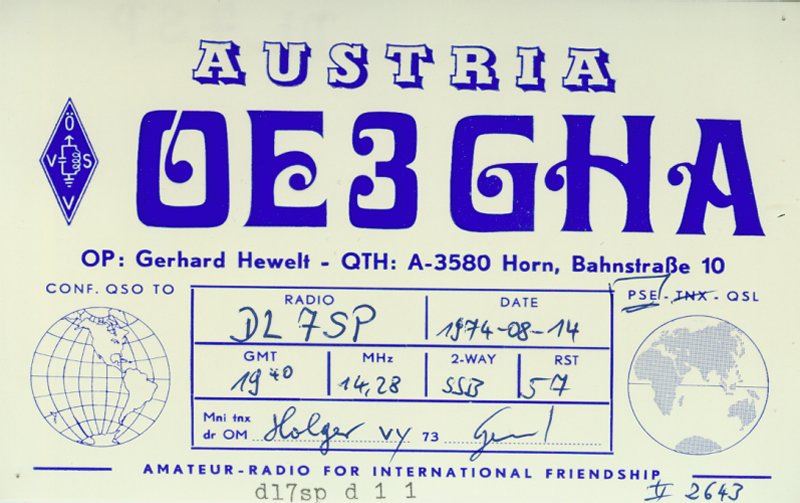 AUSTRIA
ÖVSV
OE3GHA
OP: Gerhard Hewelt - QTH: A-3580 Horn, Bahnstraße 10
CONF. QSO TO
RADIO DATE
PSE - TNX - QSL
DL7SP 1974-08-14
GMT MHz 2-WAY RST
19⁴⁰ 14,28 SSB 57
Mni tnx
dr OM Holger vy 73
AMATEUR-RADIO FOR INTERNATIONAL FRIENDSHIP
dl7sp d 1 1 V 2643